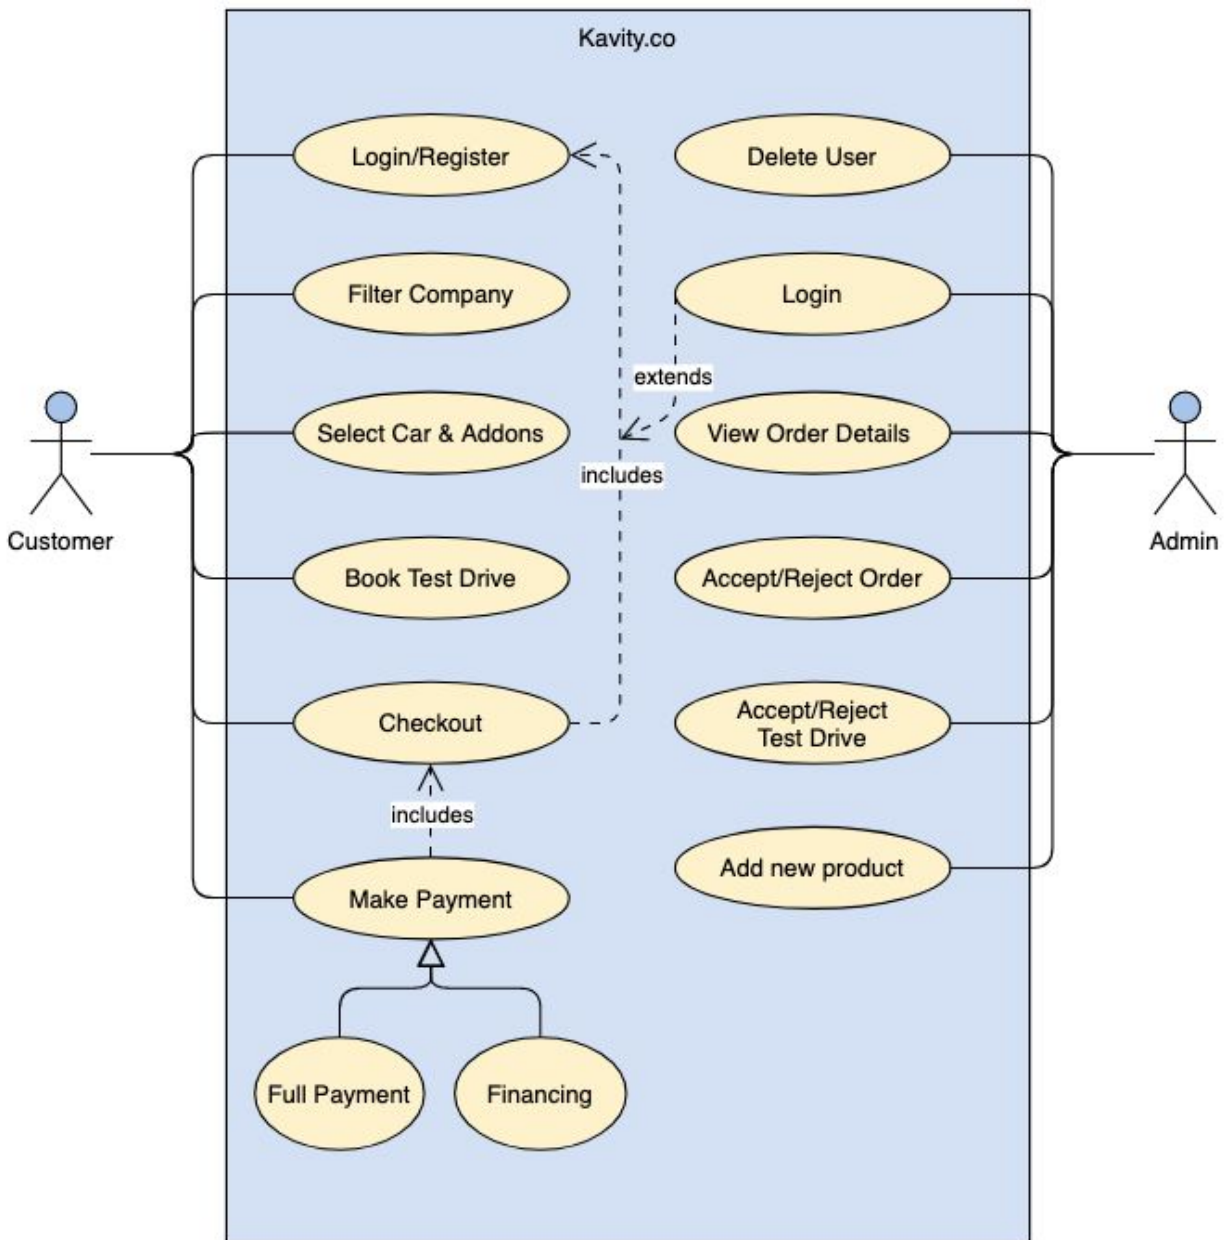 Kavity.co
Login/Register
Delete User
Filter Company
Login
extends
Select Car & Addons
View Order Details
includes
Customer
Admin
Book Test Drive
Accept/Reject Order
Checkout
Accept/Reject
Test Drive
includes
Make Payment
Add new product
Full Payment
Financing